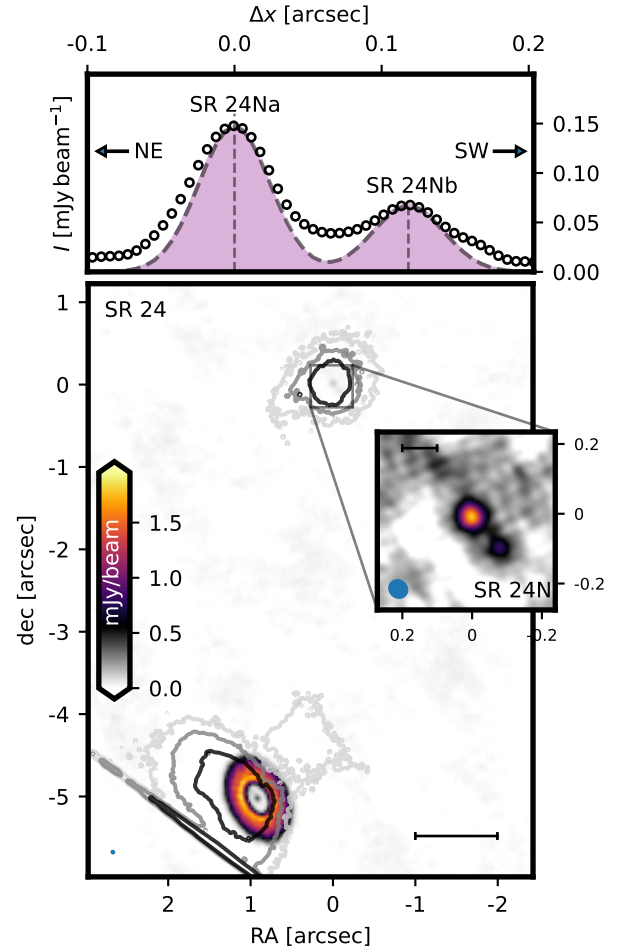 Δx [arcsec]
-0.1 0.0 0.1 0.2
I [mJy beam⁻¹]
SR 24Na
NE
SW
SR 24Nb
0.15
0.10
0.05
0.00
SR 24
1
0
-1
-2
-3
-4
-5
dec [arcsec]
mJy/beam
1.5
1.0
0.5
0.0
0.2
0
-0.2
SR 24N
0.2 0 -0.2
2 1 0 -1 -2
RA [arcsec]